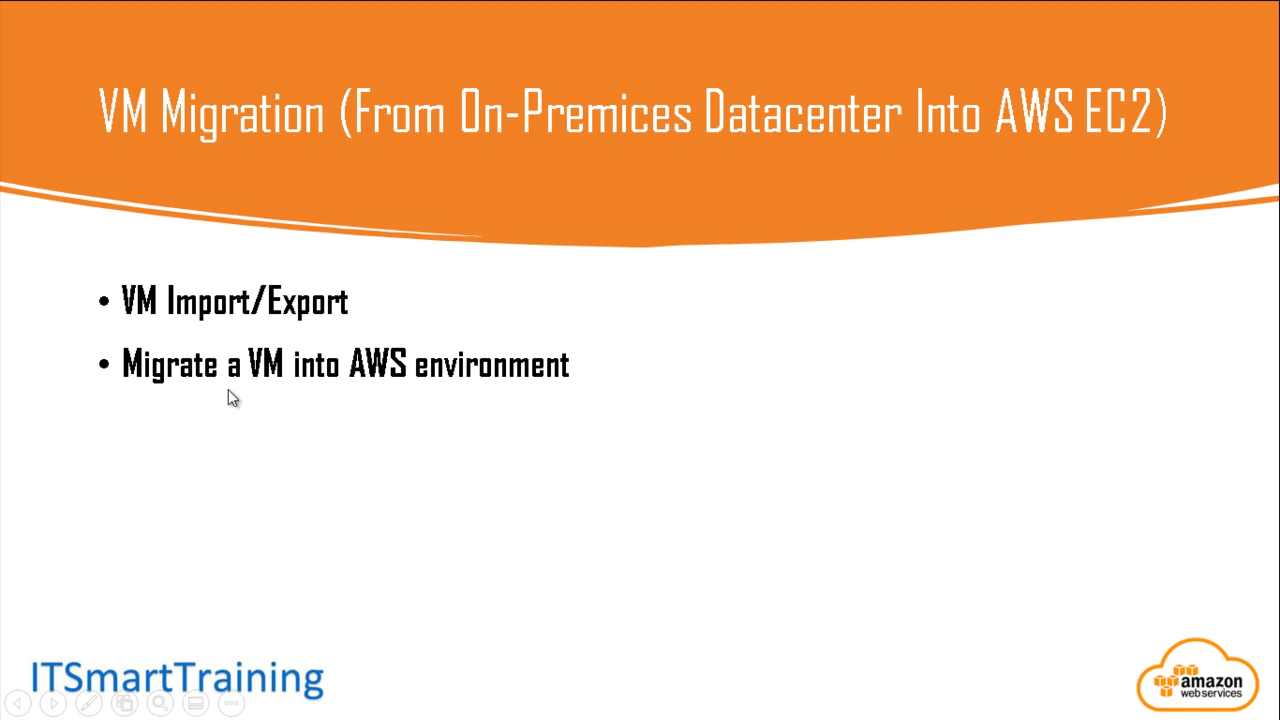 VM Migration (From On-Premices Datacenter Into AWS EC2)
• VM Import/Export
• Migrate a VM into AWS environment
ITSmartTraining
amazon
web services